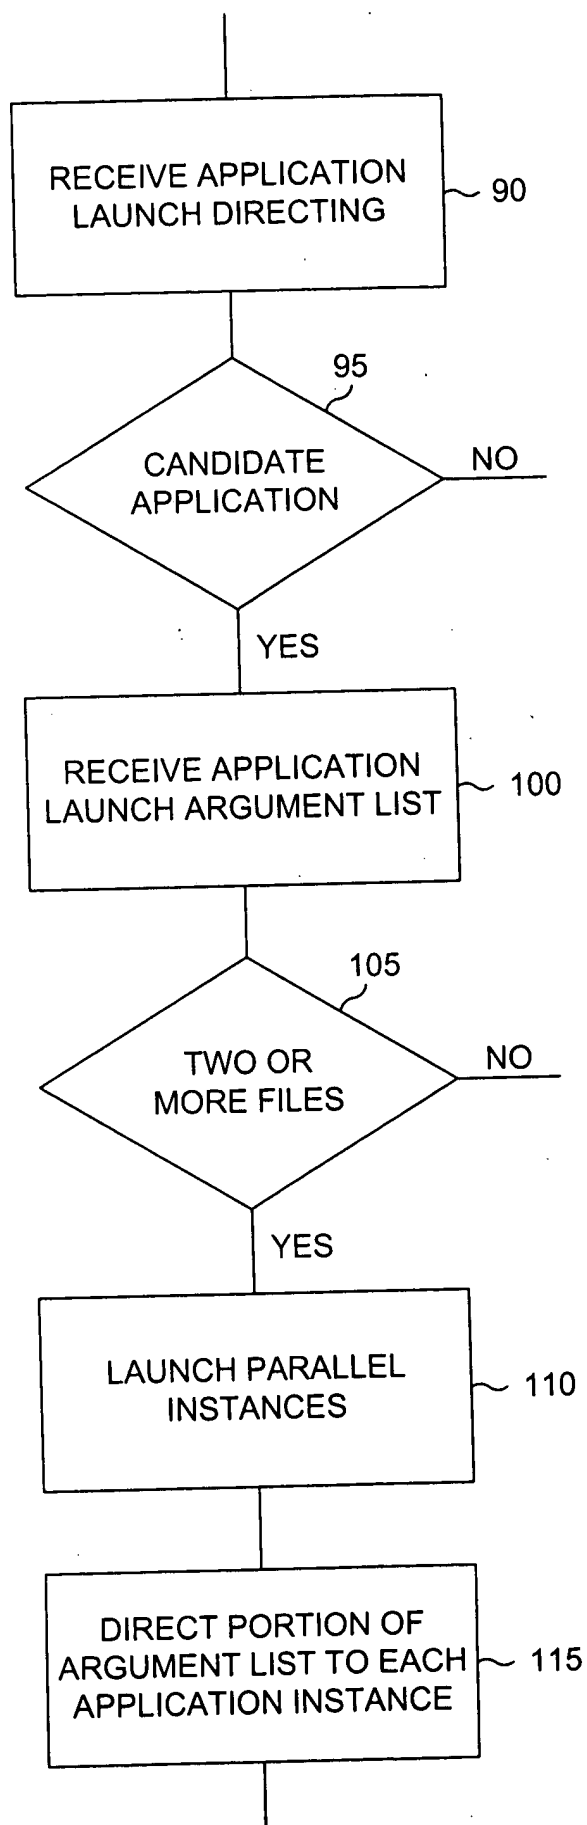 RECEIVE APPLICATION
LAUNCH DIRECTING
90
95
CANDIDATE
APPLICATION
NO
YES
RECEIVE APPLICATION
LAUNCH ARGUMENT LIST
100
105
TWO OR
MORE FILES
NO
YES
LAUNCH PARALLEL
INSTANCES
110
DIRECT PORTION OF
ARGUMENT LIST TO EACH
APPLICATION INSTANCE
115